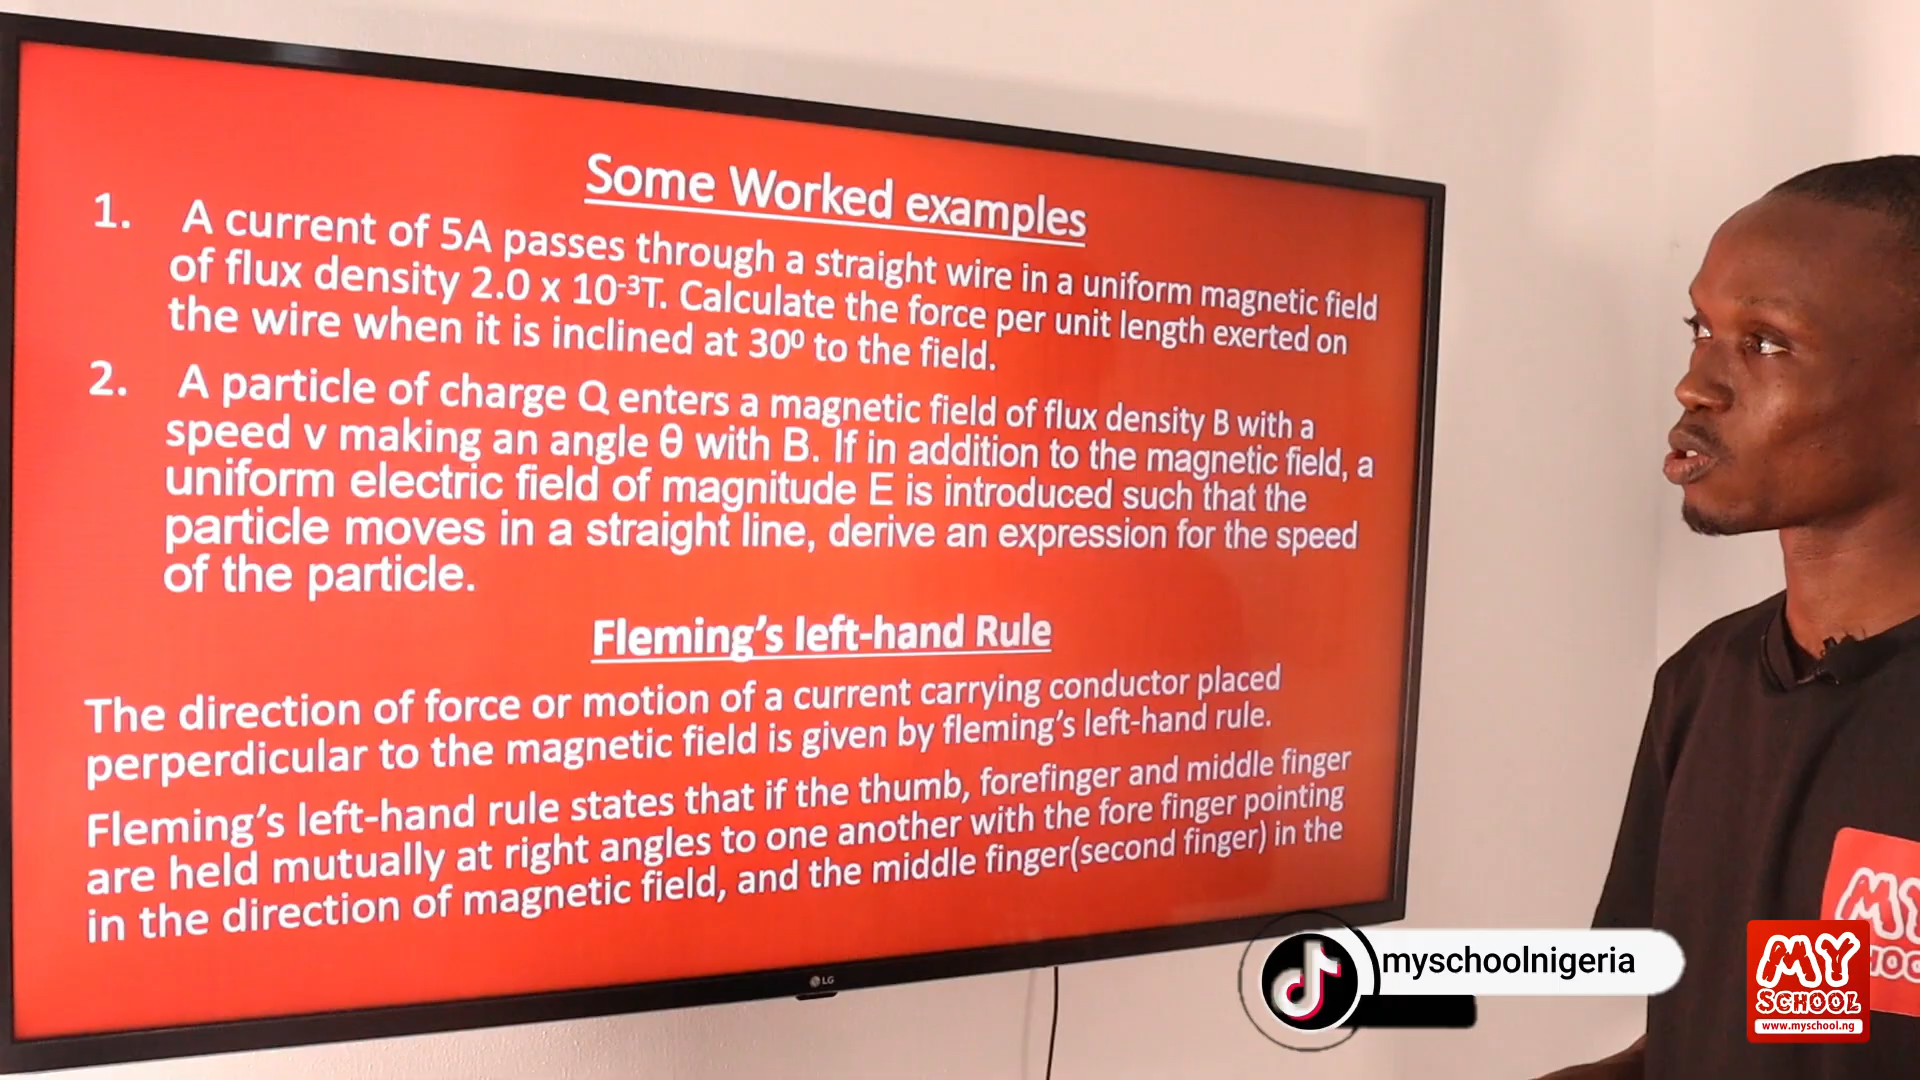 Some Worked examples
1. A current of 5A passes through a straight wire in a uniform magnetic field
of flux density 2.0 x 10⁻³T. Calculate the force per unit length exerted on
the wire when it is inclined at 30⁰ to the field.
2. A particle of charge Q enters a magnetic field of flux density B with a
speed v making an angle θ with B. If in addition to the magnetic field, a
uniform electric field of magnitude E is introduced such that the
particle moves in a straight line, derive an expression for the speed
of the particle.
Fleming's left-hand Rule
The direction of force or motion of a current carrying conductor placed
perperdicular to the magnetic field is given by fleming's left-hand rule.
Fleming's left-hand rule states that if the thumb, forefinger and middle finger
are held mutually at right angles to one another with the fore finger pointing
in the direction of magnetic field, and the middle finger(second finger) in the
LG
myschoolnigeria
MY
SCHOOL
www.myschool.ng
MY